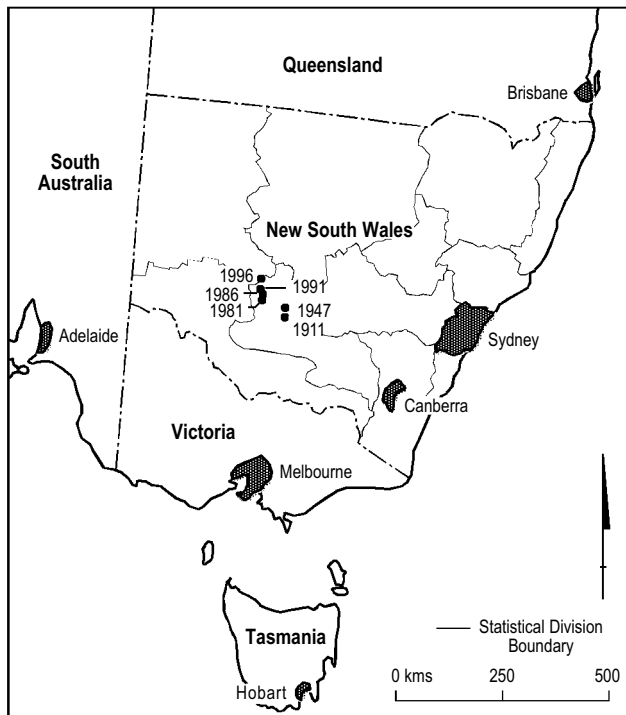 Queensland
Brisbane
South
Australia
New South Wales
1996
1991
1986
1981
1947
1911
Adelaide
Sydney
Canberra
Victoria
Melbourne
Tasmania
Hobart
Statistical Division
Boundary
0 kms 250 500